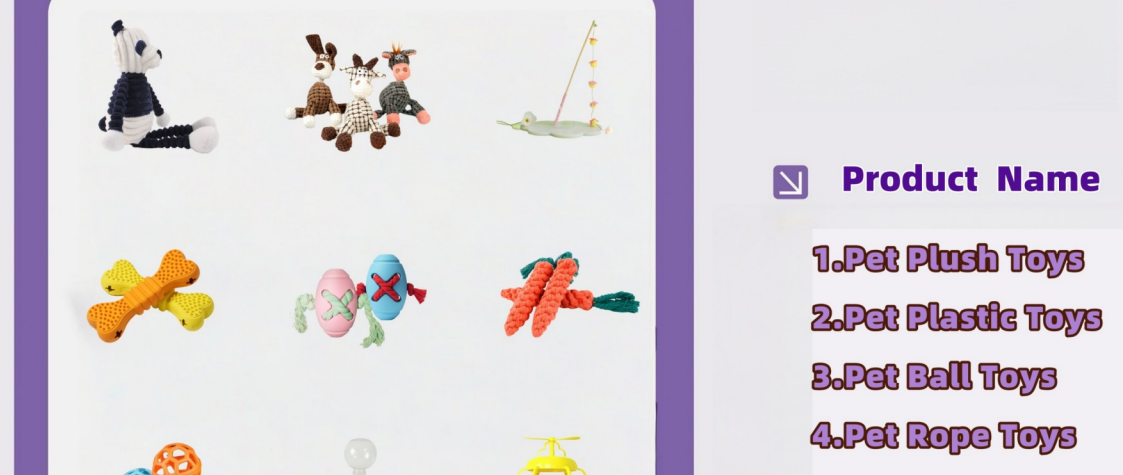 Product Name
1.Pet Plush Toys
2.Pet Plastic Toys
3.Pet Ball Toys
4.Pet Rope Toys